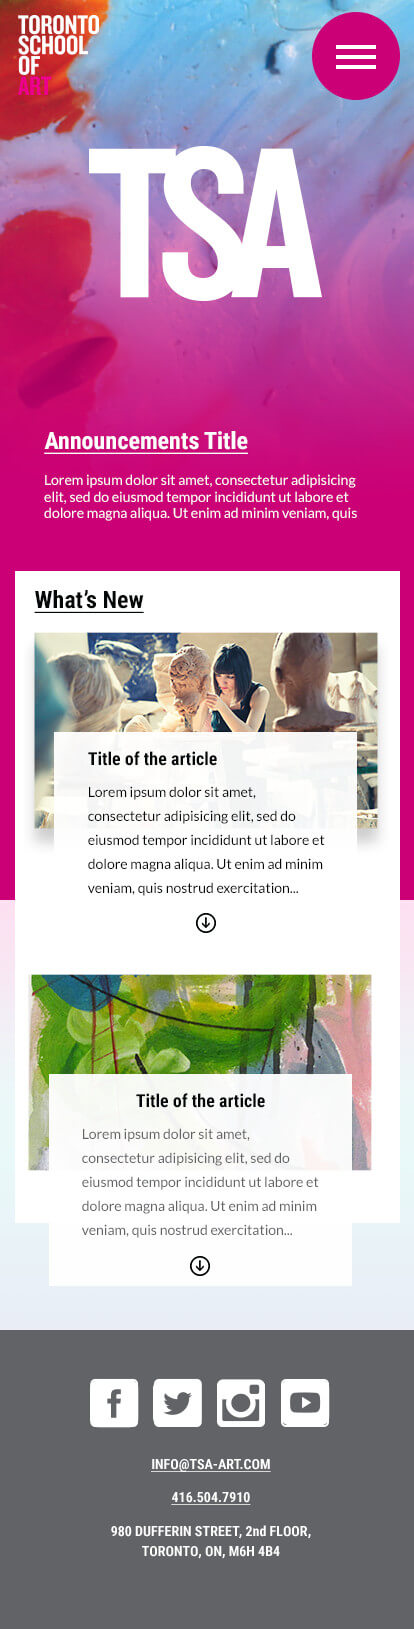 TORONTO
SCHOOL
OF
ART
TSA
Announcements Title
Lorem ipsum dolor sit amet, consectetur adipisicing
elit, sed do eiusmod tempor incididunt ut labore et
dolore magna aliqua. Ut enim ad minim veniam, quis
What's New
Title of the article
Lorem ipsum dolor sit amet,
consectetur adipisicing elit, sed do
eiusmod tempor incididunt ut labore et
dolore magna aliqua. Ut enim ad minim
veniam, quis nostrud exercitation...
Title of the article
Lorem ipsum dolor sit amet,
consectetur adipisicing elit, sed do
eiusmod tempor incididunt ut labore et
dolore magna aliqua. Ut enim ad minim
veniam, quis nostrud exercitation...
INFO@TSA-ART.COM
416.504.7910
980 DUFFERIN STREET, 2nd FLOOR,
TORONTO, ON, M6H 4B4